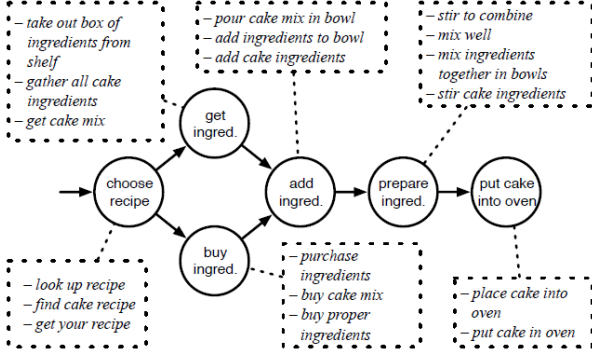 – take out box of
ingredients from
shelf
– gather all cake
ingredients
– get cake mix
– pour cake mix in bowl
– add ingredients to bowl
– add cake ingredients
– stir to combine
– mix well
– mix ingredients
together in bowls
– stir cake ingredients
get
ingred.
choose
recipe
add
ingred.
prepare
ingred.
put cake
into oven
buy
ingred.
– look up recipe
– find cake recipe
– get your recipe
– purchase
ingredients
– buy cake mix
– buy proper
ingredients
– place cake into
oven
– put cake in oven